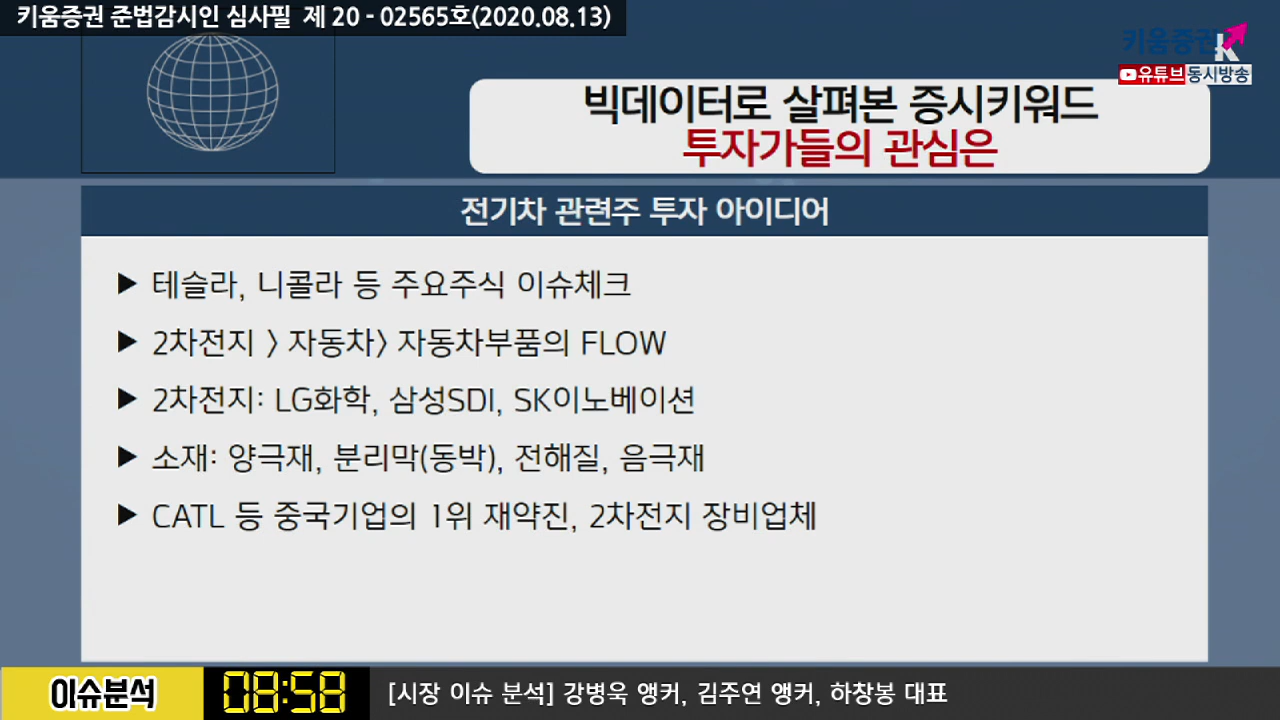 키움증권 준법감시인 심사필 제 20 - 02565호(2020.08.13)
키움증권
유튜브 동시방송
빅데이터로 살펴본 증시키워드
투자가들의 관심은
전기차 관련주 투자 아이디어
▶ 테슬라, 니콜라 등 주요주식 이슈체크
▶ 2차전지 > 자동차> 자동차부품의 FLOW
▶ 2차전지: LG화학, 삼성SDI, SK이노베이션
▶ 소재: 양극재, 분리막(동박), 전해질, 음극재
▶ CATL 등 중국기업의 1위 재약진, 2차전지 장비업체
이슈분석 08:58 [시장 이슈 분석] 강병욱 앵커, 김주연 앵커, 하창봉 대표